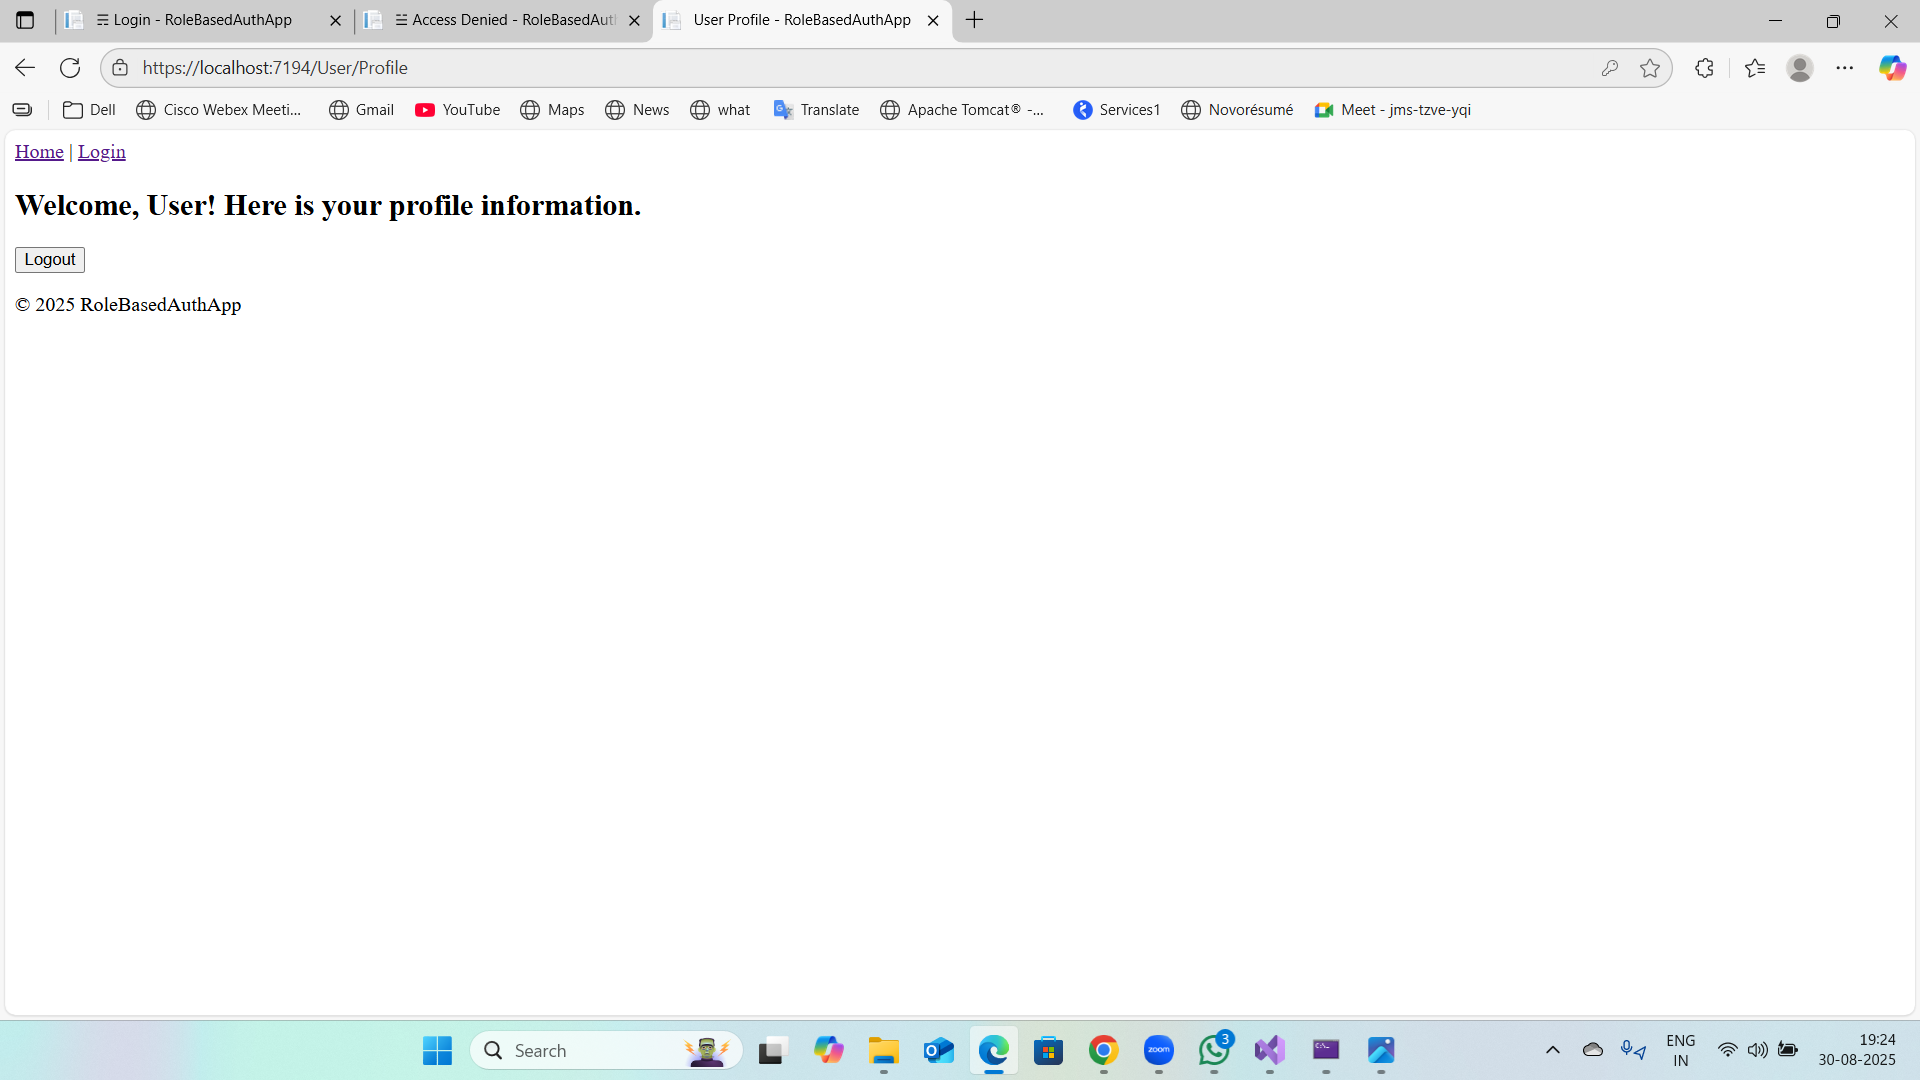 Login - RoleBasedAuthApp
Access Denied - RoleBasedAuth
User Profile - RoleBasedAuthApp
https://localhost:7194/User/Profile
Dell
Cisco Webex Meeti...
Gmail
YouTube
Maps
News
what
Translate
Apache Tomcat® -...
Services1
Novorésumé
Meet - jms-tzve-yqi
Home | Login
Welcome, User! Here is your profile information.
Logout
© 2025 RoleBasedAuthApp
Search
zoom
3
ENG
IN
19:24
30-08-2025